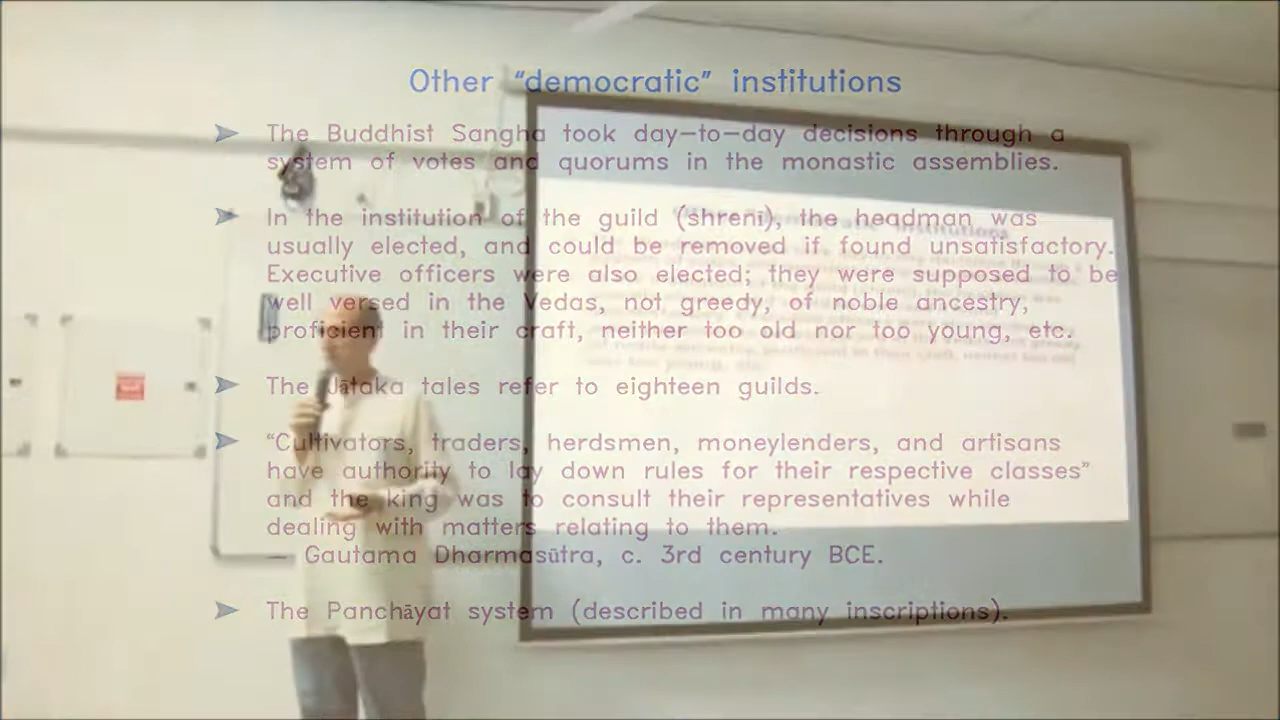 Other “democratic” institutions
➤ The Buddhist Sangha took day-to-day decisions through a
system of votes and quorums in the monastic assemblies.
➤ In the institution of the guild (shreni), the headman was
usually elected, and could be removed if found unsatisfactory.
Executive officers were also elected; they were supposed to be
well versed in the Vedas, not greedy, of noble ancestry,
proficient in their craft, neither too old nor too young, etc.
➤ The Jātaka tales refer to eighteen guilds.
➤ “Cultivators, traders, herdsmen, moneylenders, and artisans
have authority to lay down rules for their respective classes”
and the king was to consult their representatives while
dealing with matters relating to them.
— Gautama Dharmasūtra, c. 3rd century BCE.
➤ The Panchāyat system (described in many inscriptions).